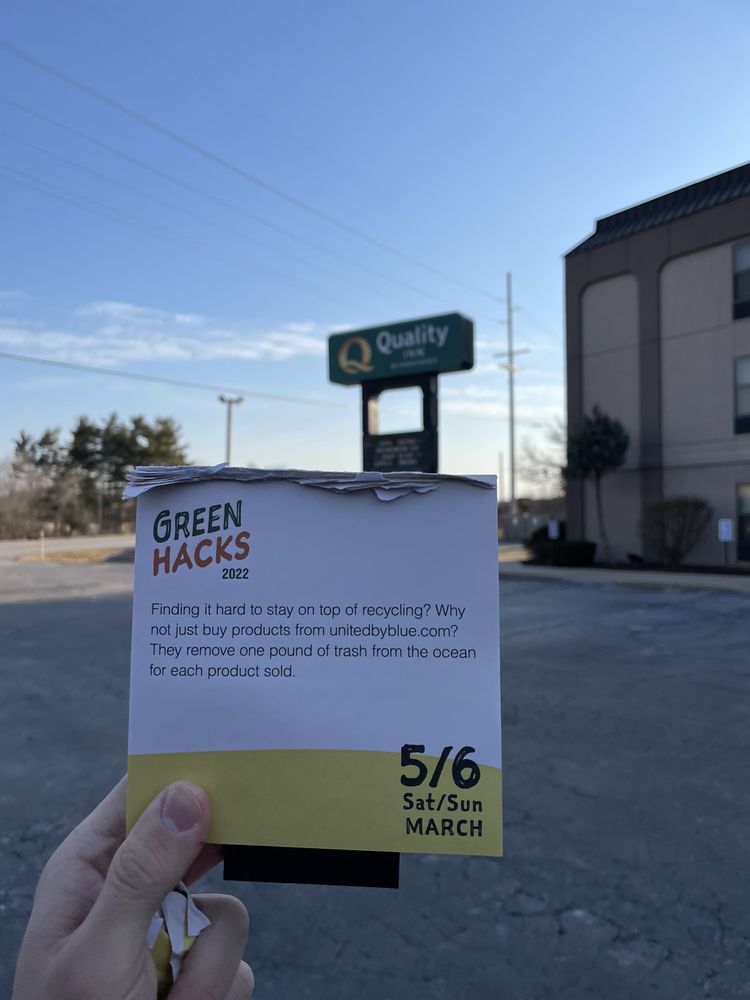 Quality
INN
GREEN
HACKS
2022
Finding it hard to stay on top of recycling? Why
not just buy products from unitedbyblue.com?
They remove one pound of trash from the ocean
for each product sold.
5/6
Sat/Sun
MARCH